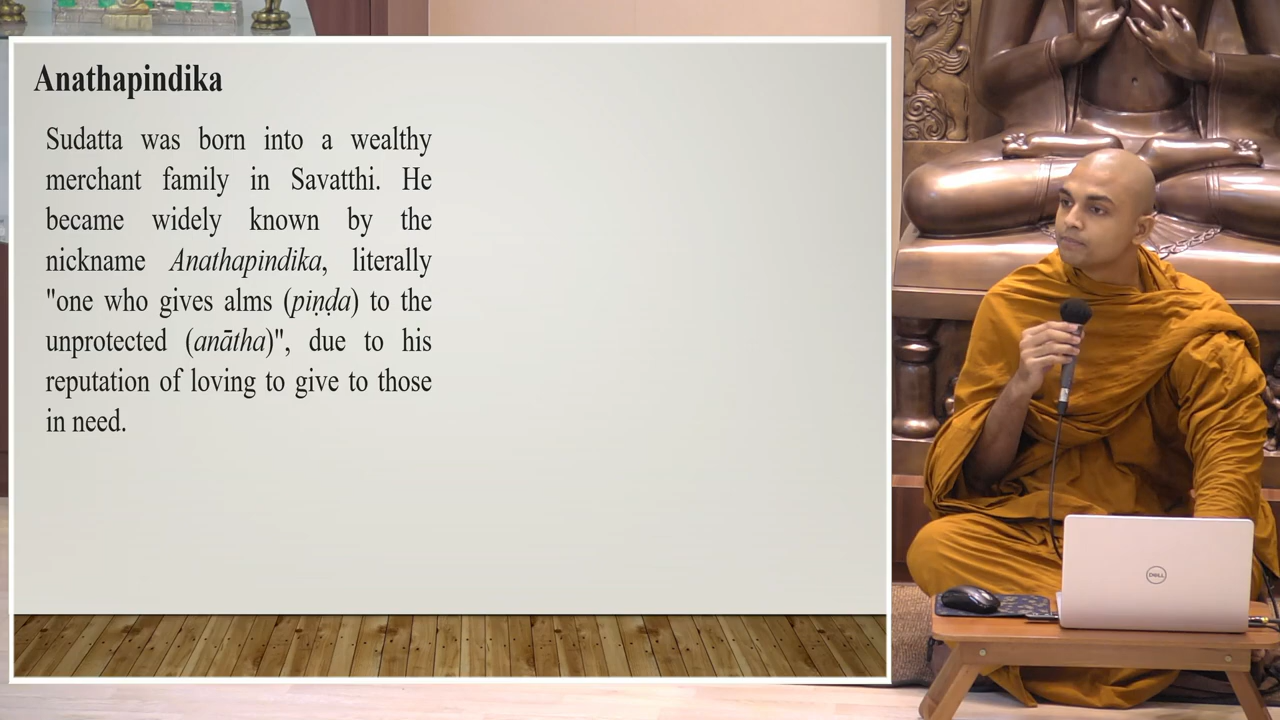 Anathapindika
Sudatta was born into a wealthy
merchant family in Savatthi. He
became widely known by the
nickname Anathapindika, literally
"one who gives alms (piṇḍa) to the
unprotected (anātha)", due to his
reputation of loving to give to those
in need.
DELL